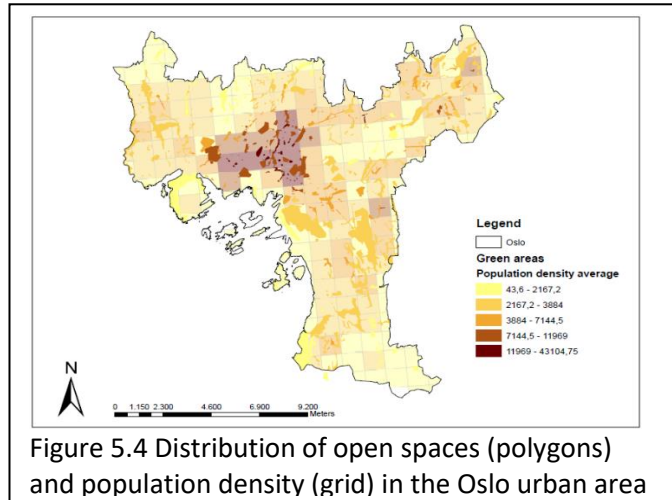 Legend
Oslo
Green areas
Population density average
43,6 - 2167,2
2167,2 - 3884
3884 - 7144,5
7144,5 - 11969
11969 - 43104,75
N
0 1.150 2.300 4.600 6.900 9.200
Meters
Figure 5.4 Distribution of open spaces (polygons)
and population density (grid) in the Oslo urban area